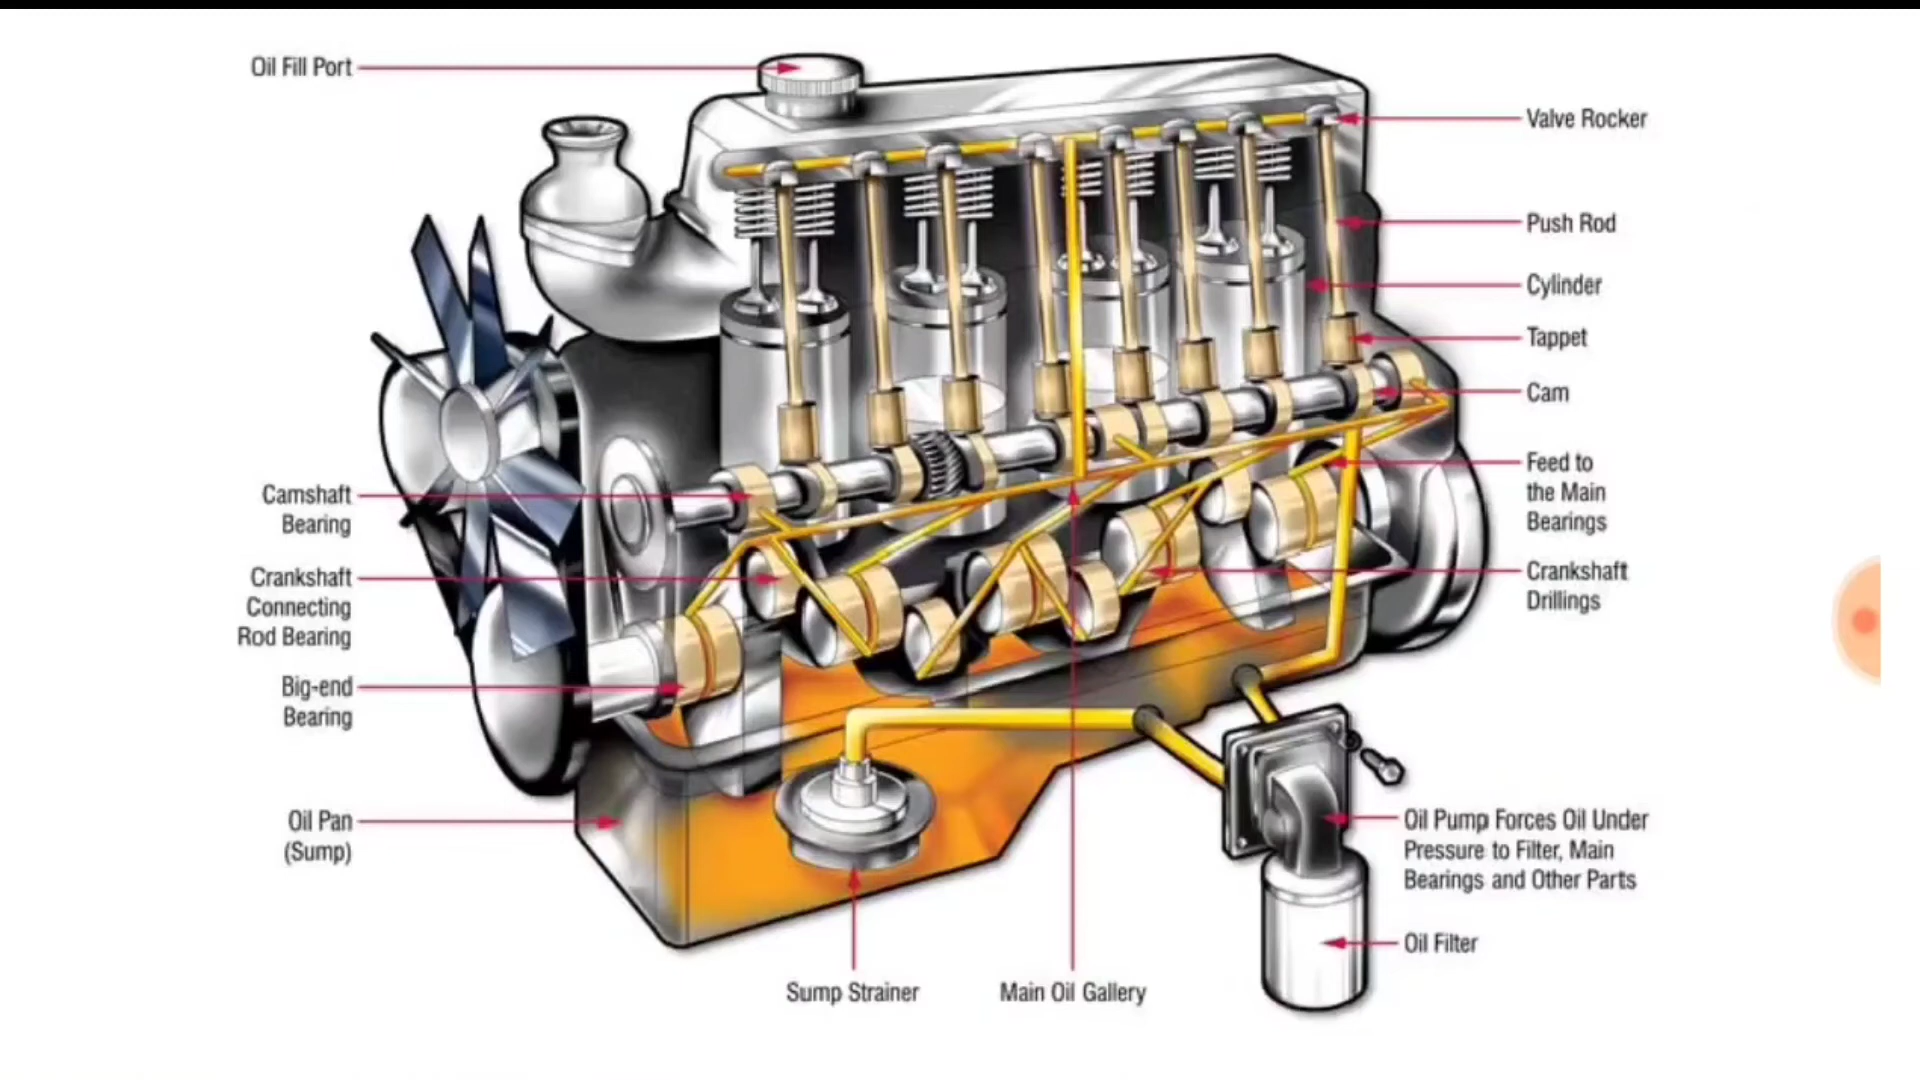 Oil Fill Port
Valve Rocker
Push Rod
Cylinder
Tappet
Cam
Feed to
the Main
Bearings
Crankshaft
Drillings
Camshaft
Bearing
Crankshaft
Connecting
Rod Bearing
Big-end
Bearing
Oil Pan
(Sump)
Oil Pump Forces Oil Under
Pressure to Filter, Main
Bearings and Other Parts
Oil Filter
Sump Strainer
Main Oil Gallery